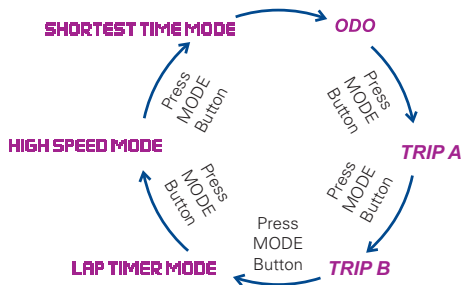 SHORTEST TIME MODE
ODO
Press
MODE
Button
TRIP A
Press
MODE
Button
TRIP B
Press
MODE
Button
LAP TIMER MODE
Press
MODE
Button
HIGH SPEED MODE
Press
MODE
Button